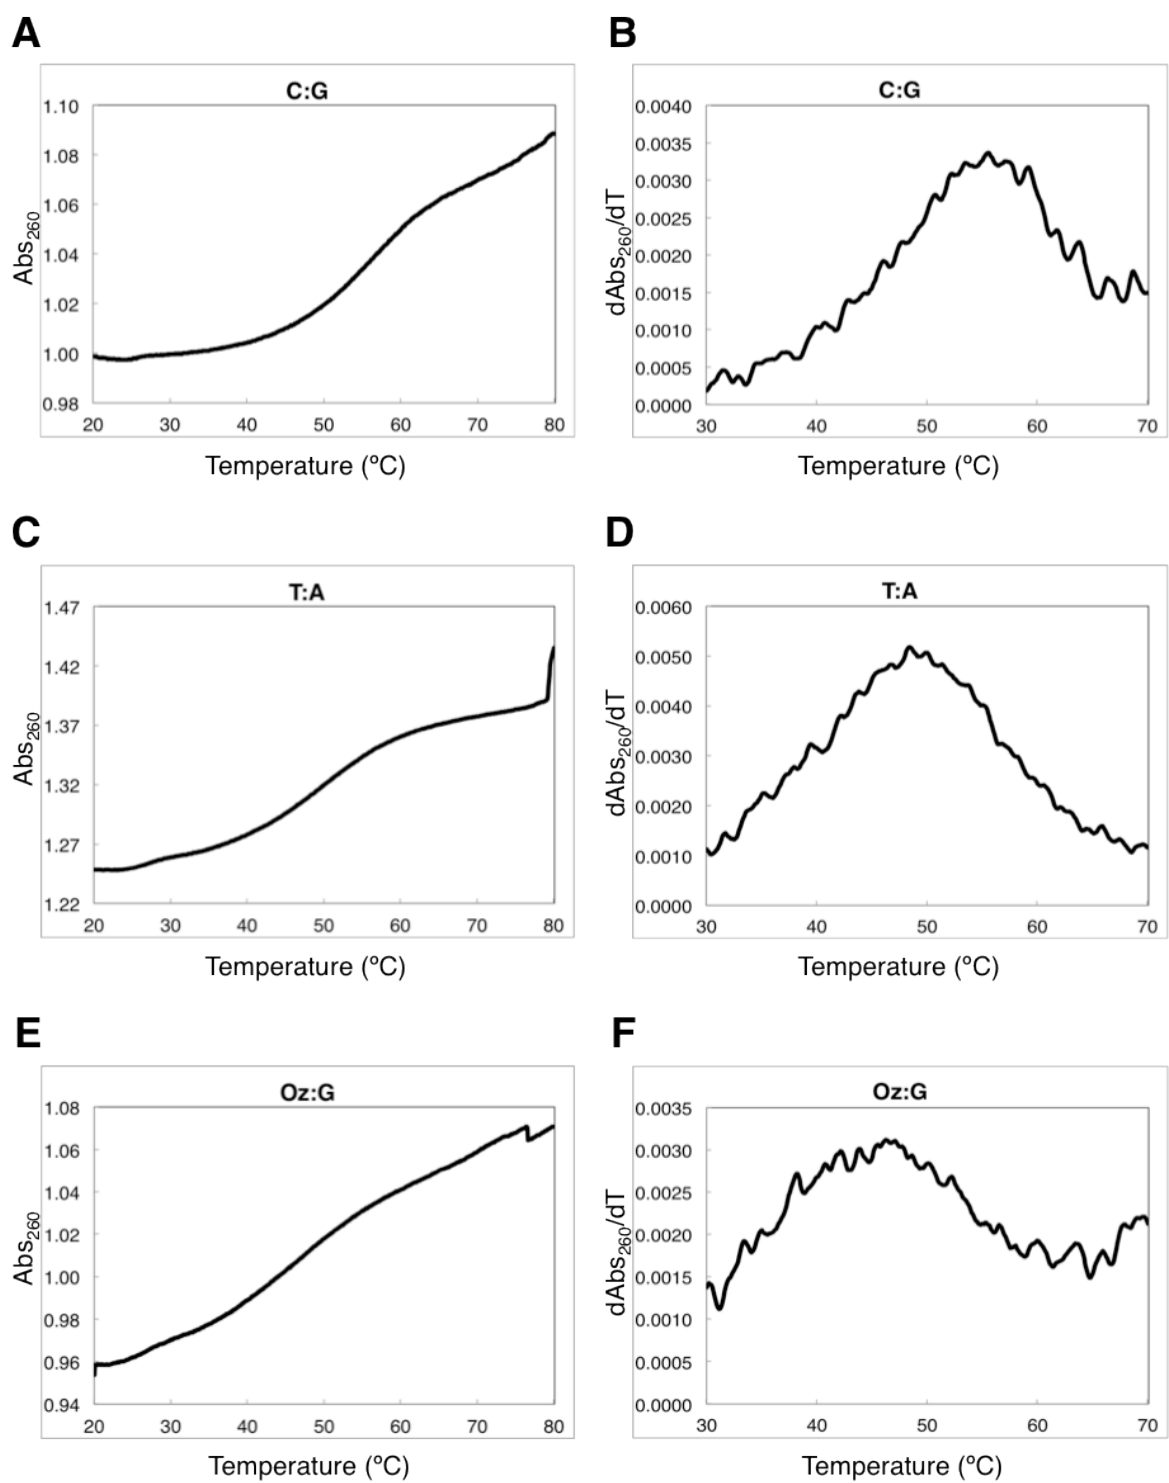 A
C:G
1.10
1.08
1.06
1.04
1.02
1.00
0.98
Abs260
20 30 40 50 60 70 80
Temperature (ºC)
B
C:G
0.0040
0.0035
0.0030
0.0025
0.0020
0.0015
0.0010
0.0005
0.0000
dAbs260/dT
30 40 50 60 70
Temperature (ºC)
C
T:A
1.47
1.42
1.37
1.32
1.27
1.22
Abs260
20 30 40 50 60 70 80
Temperature (ºC)
D
T:A
0.0060
0.0050
0.0040
0.0030
0.0020
0.0010
0.0000
dAbs260/dT
30 40 50 60 70
Temperature (ºC)
E
Oz:G
1.08
1.06
1.04
1.02
1.00
0.98
0.96
0.94
Abs260
20 30 40 50 60 70 80
Temperature (ºC)
F
Oz:G
0.0035
0.0030
0.0025
0.0020
0.0015
0.0010
0.0005
0.0000
dAbs260/dT
30 40 50 60 70
Temperature (ºC)